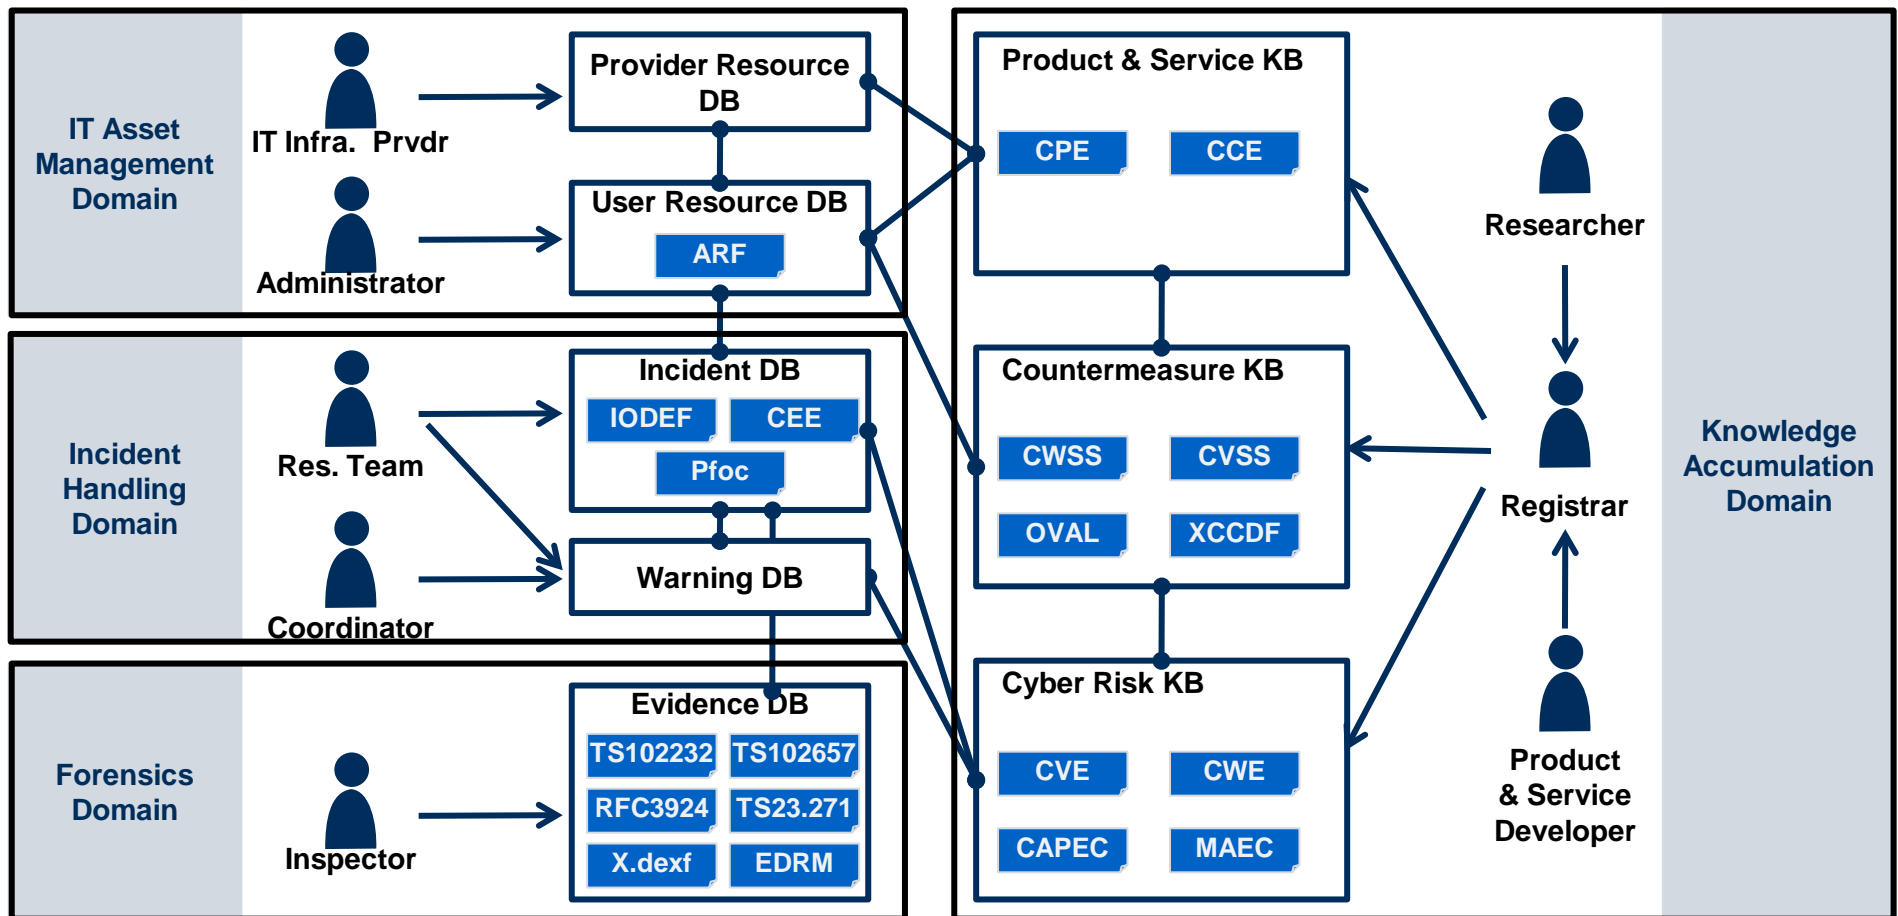 IT Asset
Management
Domain
IT Infra.  Prvdr
Administrator
Provider Resource
DB
User Resource DB
ARF
Incident
Handling
Domain
Res. Team
Coordinator
Incident DB
IODEF
CEE
Pfoc
Warning DB
Forensics
Domain
Inspector
Evidence DB
TS102232
TS102657
RFC3924
TS23.271
X.dexf
EDRM
Product & Service KB
CPE
CCE
Countermeasure KB
CWSS
CVSS
OVAL
XCCDF
Cyber Risk KB
CVE
CWE
CAPEC
MAEC
Researcher
Registrar
Product
& Service
Developer
Knowledge
Accumulation
Domain